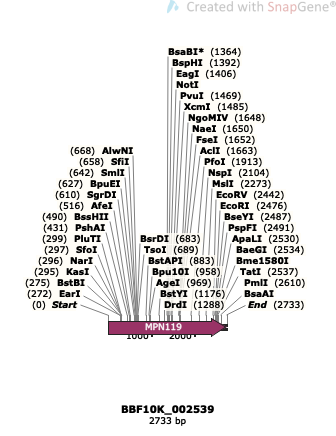 Created with SnapGene®
BsaBI* (1364)
BspHI (1392)
EagI (1406)
NotI
PvuI (1469)
XcmI (1485)
NgoMIV (1648)
NaeI (1650)
FseI (1652)
(668) AlwNI AclI (1663)
(658) SfiI PfoI (1913)
(642) SmlI NspI (2104)
(627) BpuEI MslI (2273)
(610) SgrDI EcoRV (2442)
(516) AfeI EcoRI (2476)
(490) BssHII BseYI (2487)
(431) PshAI PspFI (2491)
(299) PluTI BsrDI (683) ApaLI (2530)
(297) SfoI TsoI (689) BaeGI (2534)
(296) NarI BstAPI (883) Bme1580I
(295) KasI Bpu10I (958) TatI (2537)
(275) BstBI AgeI (969) PmlI (2610)
(272) EarI BstYI (1176) BsaAI
(0) Start DrdI (1288) End (2733)
MPN119
1000 2000
BBF10K_002539
2733 bp